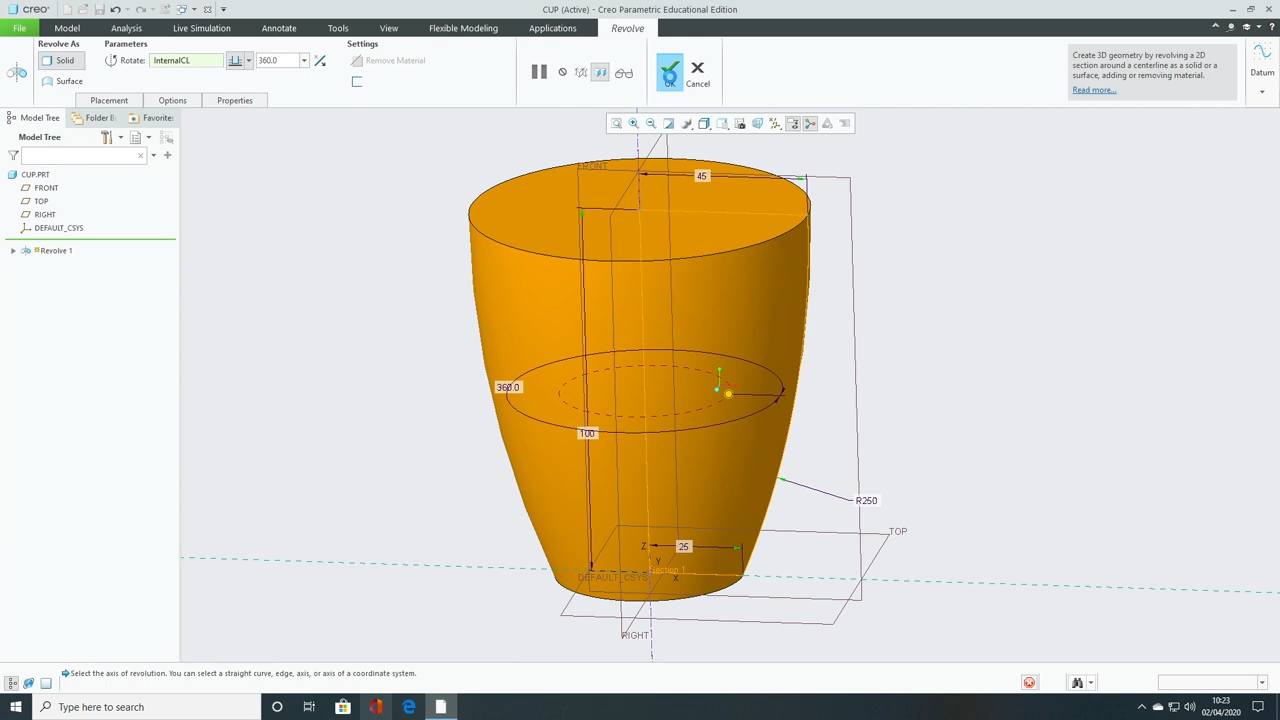 creo
CUP (Active) - Creo Parametric Educational Edition
File Model Analysis Live Simulation Annotate Tools View Flexible Modeling Applications Revolve
Revolve As Parameters Settings
Solid Rotate: InternalCL 360.0 Remove Material
Surface
OK Cancel
Create 3D geometry by revolving a 2D
section around a centerline as a solid or a
surface, adding or removing material.
Read more...
Datum
Placement Options Properties
Model Tree Folder B Favorite
Model Tree
CUP.PRT
FRONT
TOP
RIGHT
DEFAULT_CSYS
Revolve 1
FRONT
45
360.0
100
R250
TOP
Z
25
Y
Section 1
DEFAULT_CSYS
X
RIGHT
Select the axis of revolution. You can select a straight curve, edge, axis, or axis of a coordinate system.
Type here to search
10:23
02/04/2020